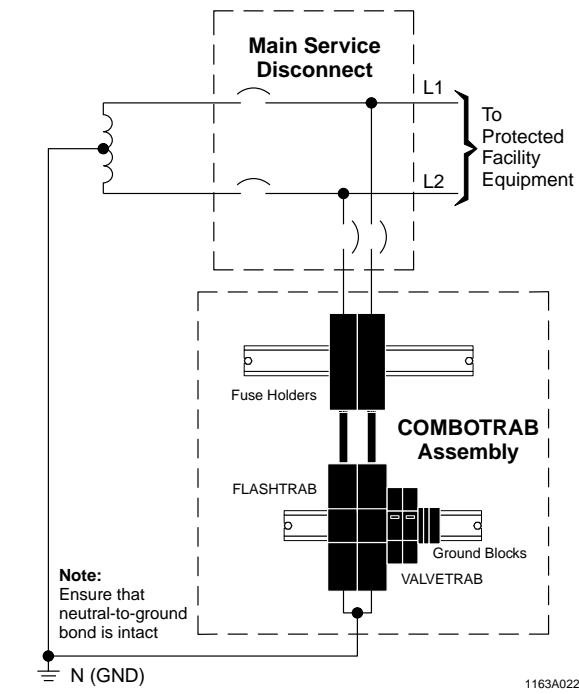 Main Service
Disconnect
L1
To
Protected
Facility
Equipment
L2
Fuse Holders
COMBOTRAB
Assembly
FLASHTRAB
Ground Blocks
VALVETRAB
Note:
Ensure that
neutral-to-ground
bond is intact
N (GND)
1163A022